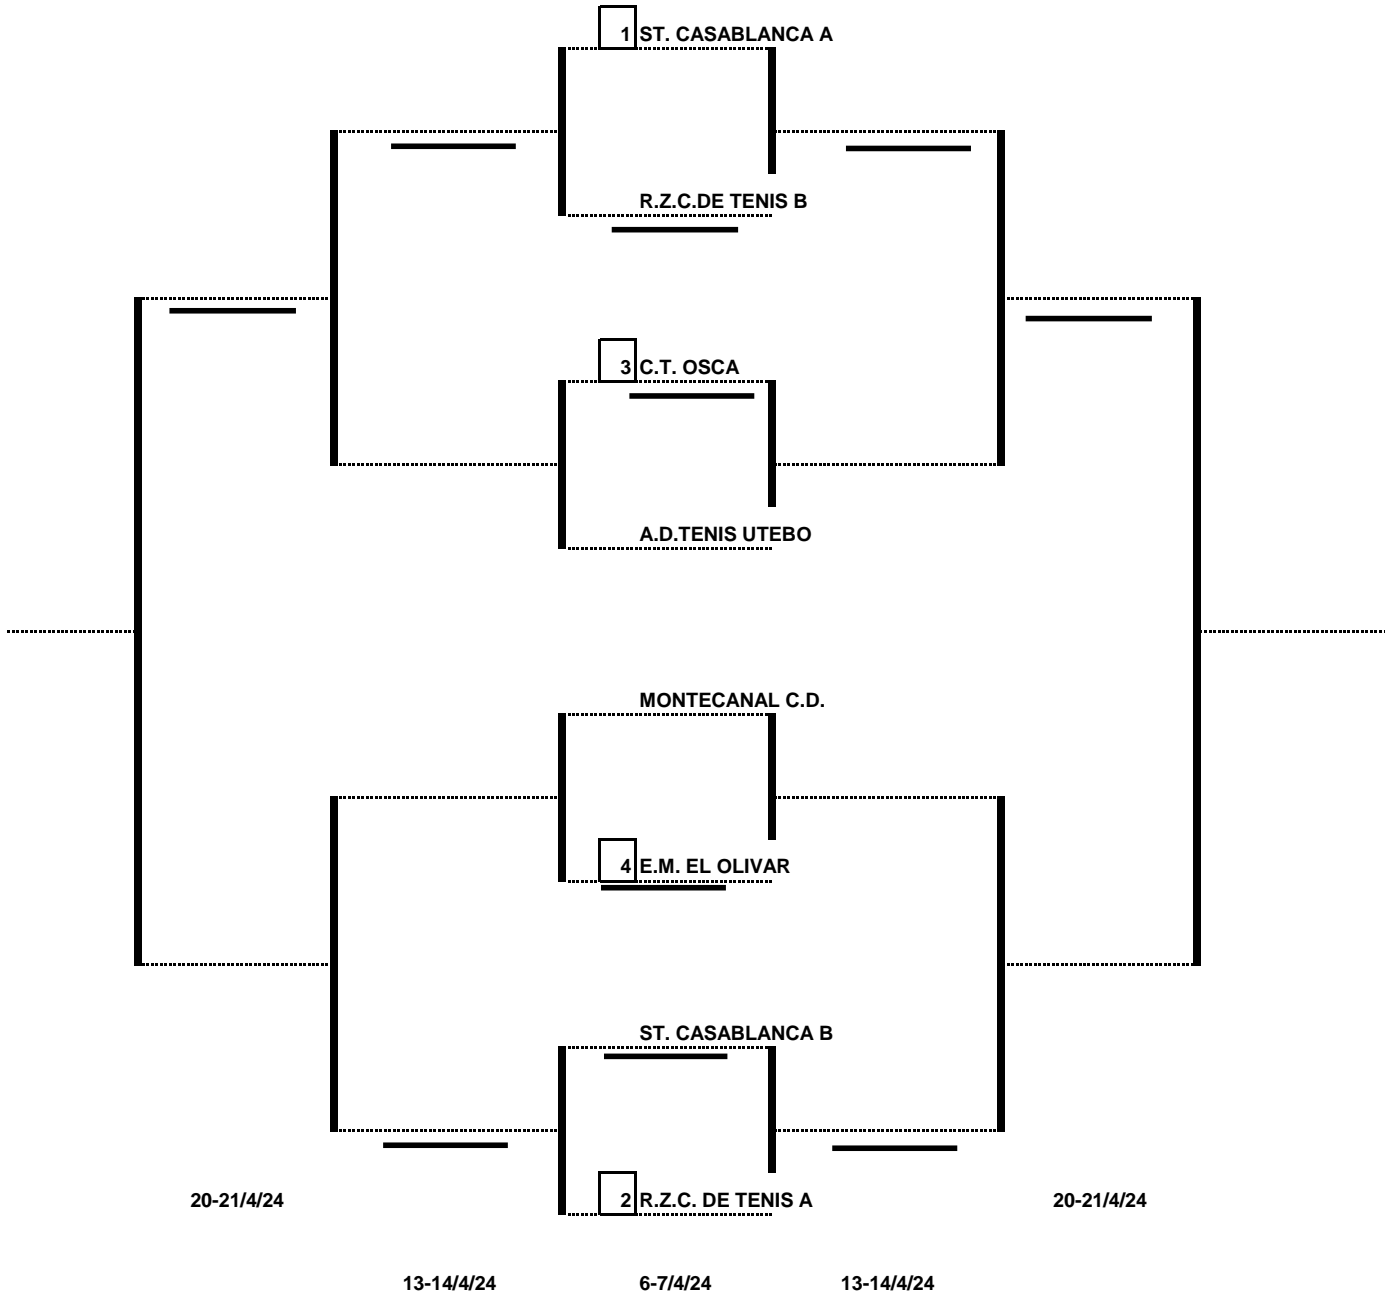 1 ST. CASABLANCA A
R.Z.C.DE TENIS B
3 C.T. OSCA
A.D.TENIS UTEBO
MONTECANAL C.D.
4 E.M. EL OLIVAR
ST. CASABLANCA B
2 R.Z.C. DE TENIS A
20-21/4/24 20-21/4/24
13-14/4/24 6-7/4/24 13-14/4/24